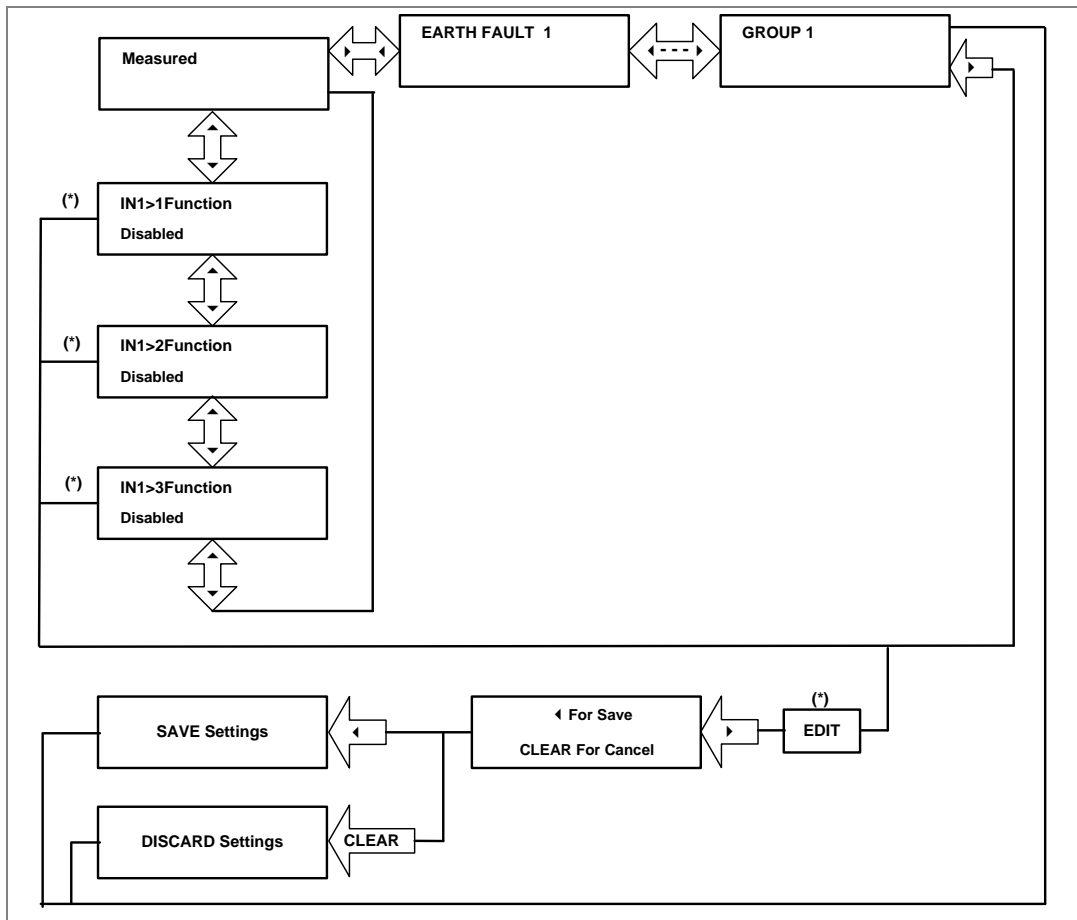 EARTH FAULT 1
GROUP 1
Measured
(*)
IN1>1Function
Disabled
(*)
IN1>2Function
Disabled
(*)
IN1>3Function
Disabled
(*)
SAVE Settings
◂ For Save
CLEAR For Cancel
EDIT
DISCARD Settings
CLEAR